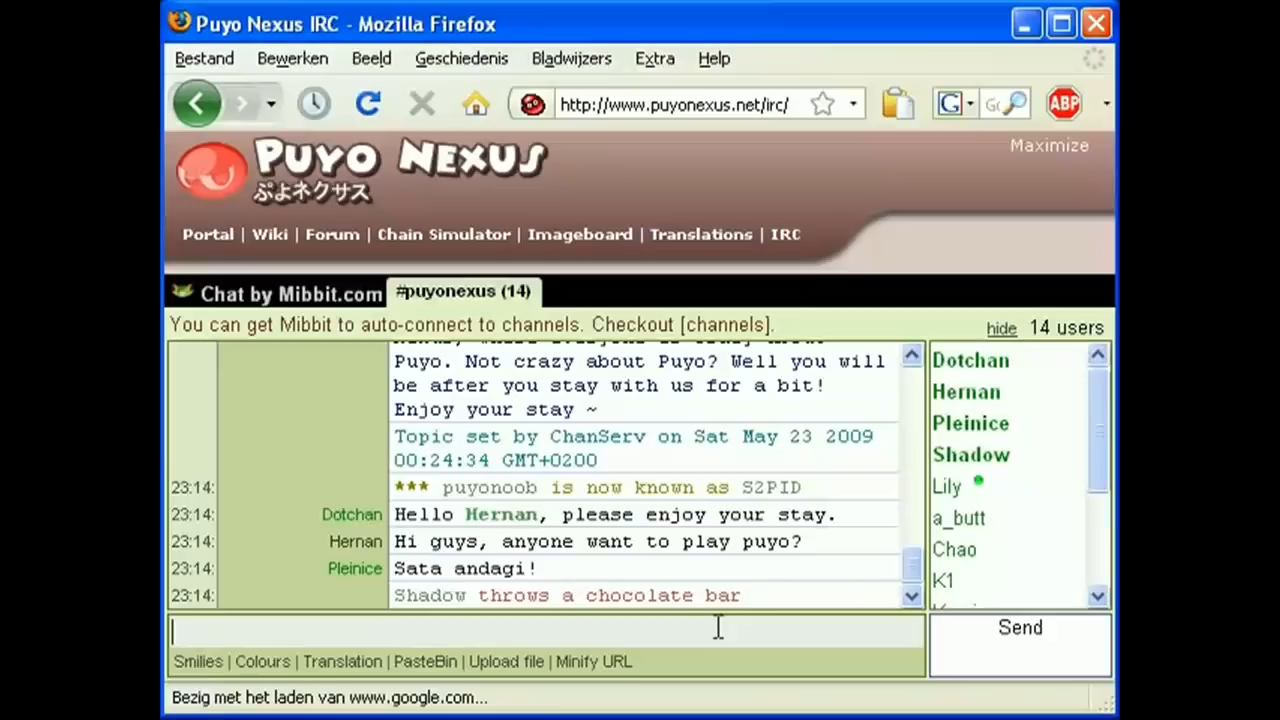 Puyo Nexus IRC - Mozilla Firefox
Bestand Bewerken Beeld Geschiedenis Bladwijzers Extra Help
http://www.puyonexus.net/irc/ G ABP
Maximize
PUYO NEXUS
ぷよネクサス
Portal | Wiki | Forum | Chain Simulator | Imageboard | Translations | IRC
Chat by Mibbit.com #puyonexus (14)
You can get Mibbit to auto-connect to channels. Checkout [channels]. hide 14 users
Puyo. Not crazy about Puyo? Well you will
be after you stay with us for a bit!
Enjoy your stay ~
Topic set by ChanServ on Sat May 23 2009
00:24:34 GMT+0200
23:14: *** puyonoob is now known as S2PID
23:14: Dotchan Hello Hernan, please enjoy your stay.
23:14: Hernan Hi guys, anyone want to play puyo?
23:14: Pleinice Sata andagi!
23:14: Shadow throws a chocolate bar
Dotchan
Hernan
Pleinice
Shadow
Lily
a_butt
Chao
K1
Send
Smilies | Colours | Translation | PasteBin | Upload file | Minify URL
Bezig met het laden van www.google.com...